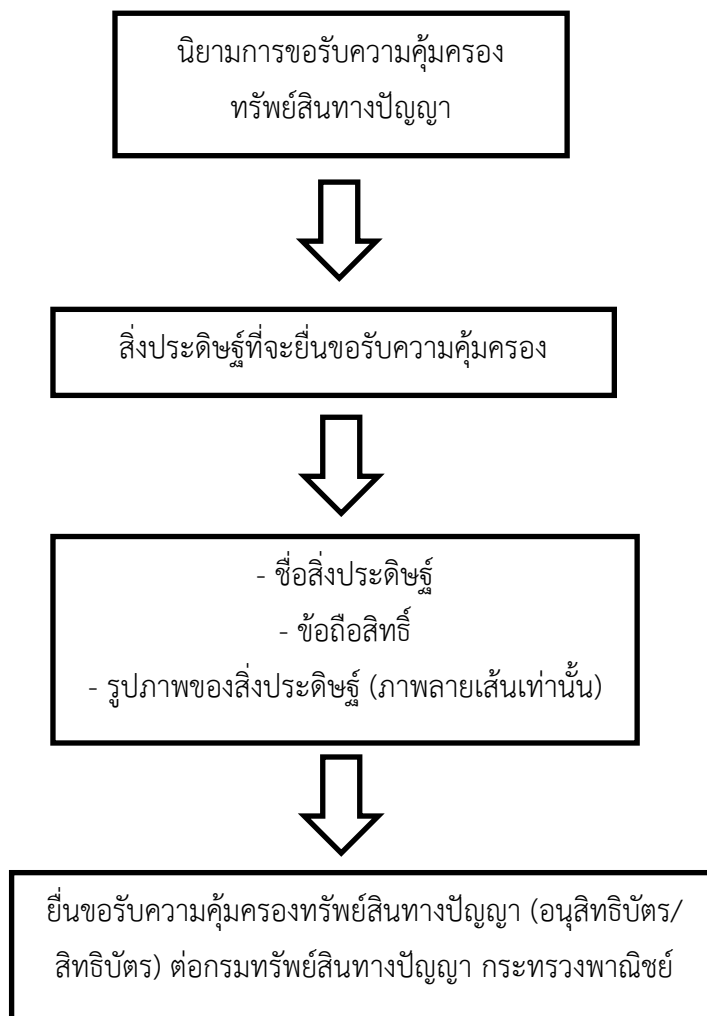 นิยามการขอรับความคุ้มครอง
ทรัพย์สินทางปัญญา
สิ่งประดิษฐ์ที่จะยื่นขอรับความคุ้มครอง
- ชื่อสิ่งประดิษฐ์
- ข้อถือสิทธิ์
- รูปภาพของสิ่งประดิษฐ์ (ภาพลายเส้นเท่านั้น)
ยื่นขอรับความคุ้มครองทรัพย์สินทางปัญญา (อนุสิทธิบัตร/
สิทธิบัตร) ต่อกรมทรัพย์สินทางปัญญา กระทรวงพาณิชย์